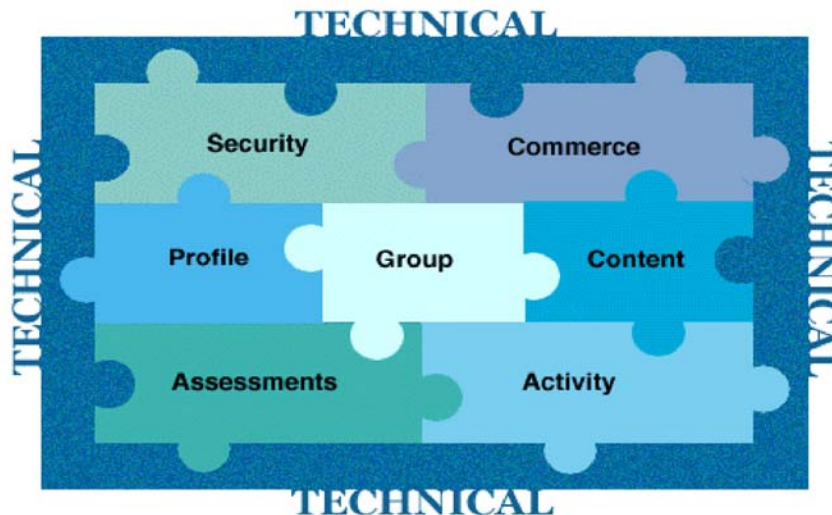 TECHNICAL
Security
Commerce
TECHNICAL
Profile
Group
Content
TECHNICAL
Assessments
Activity
TECHNICAL